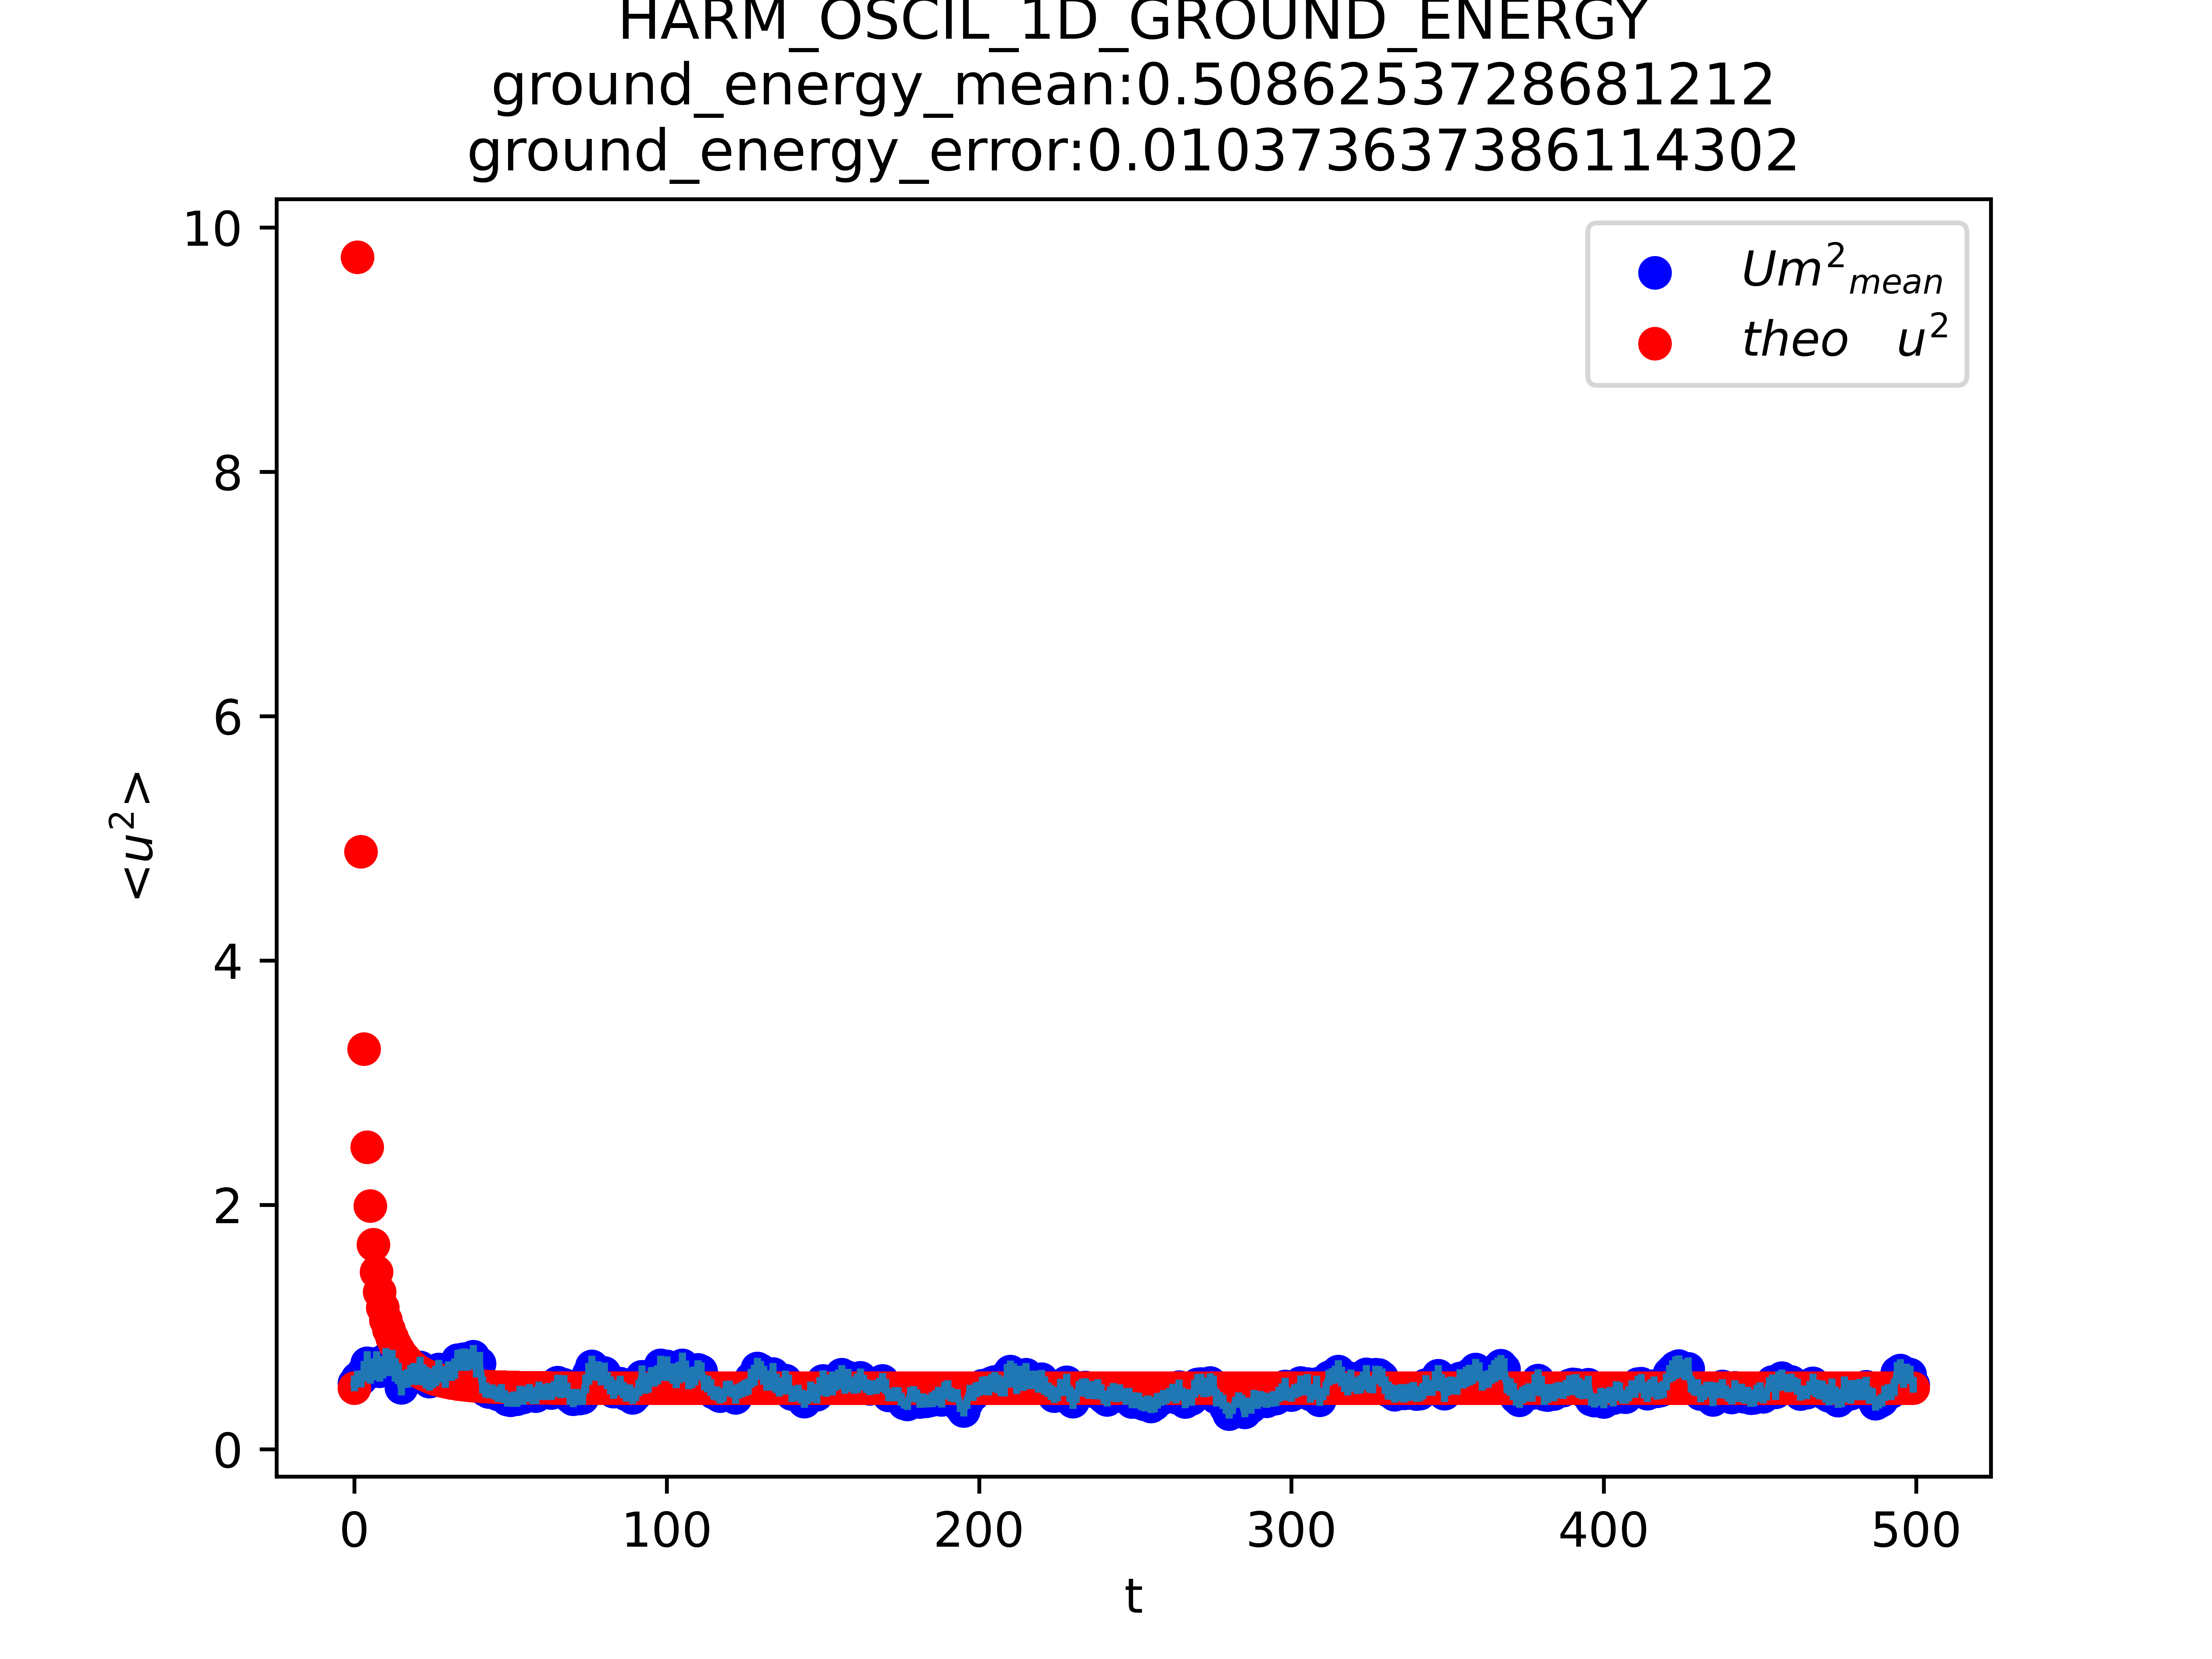 HARM_OSCIL_1D_GROUND_ENERGY
ground_energy_mean:0.5086253728681212
ground_energy_error:0.010373637386114302
10
8
6
4
2
0
<u²>
Um²ₘₑₐₙ
theo u²
0 100 200 300 400 500
t